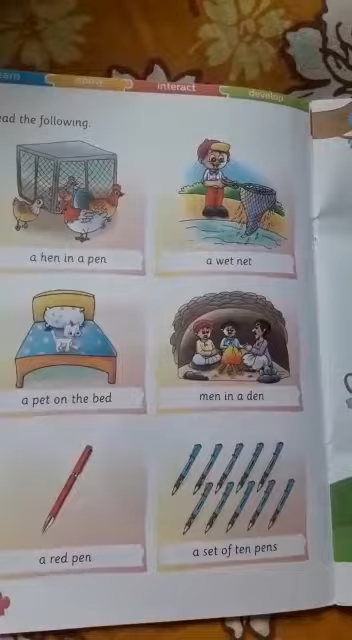 interact
develop
ad the following.
a hen in a pen
a wet net
a pet on the bed
men in a den
a red pen
a set of ten pens